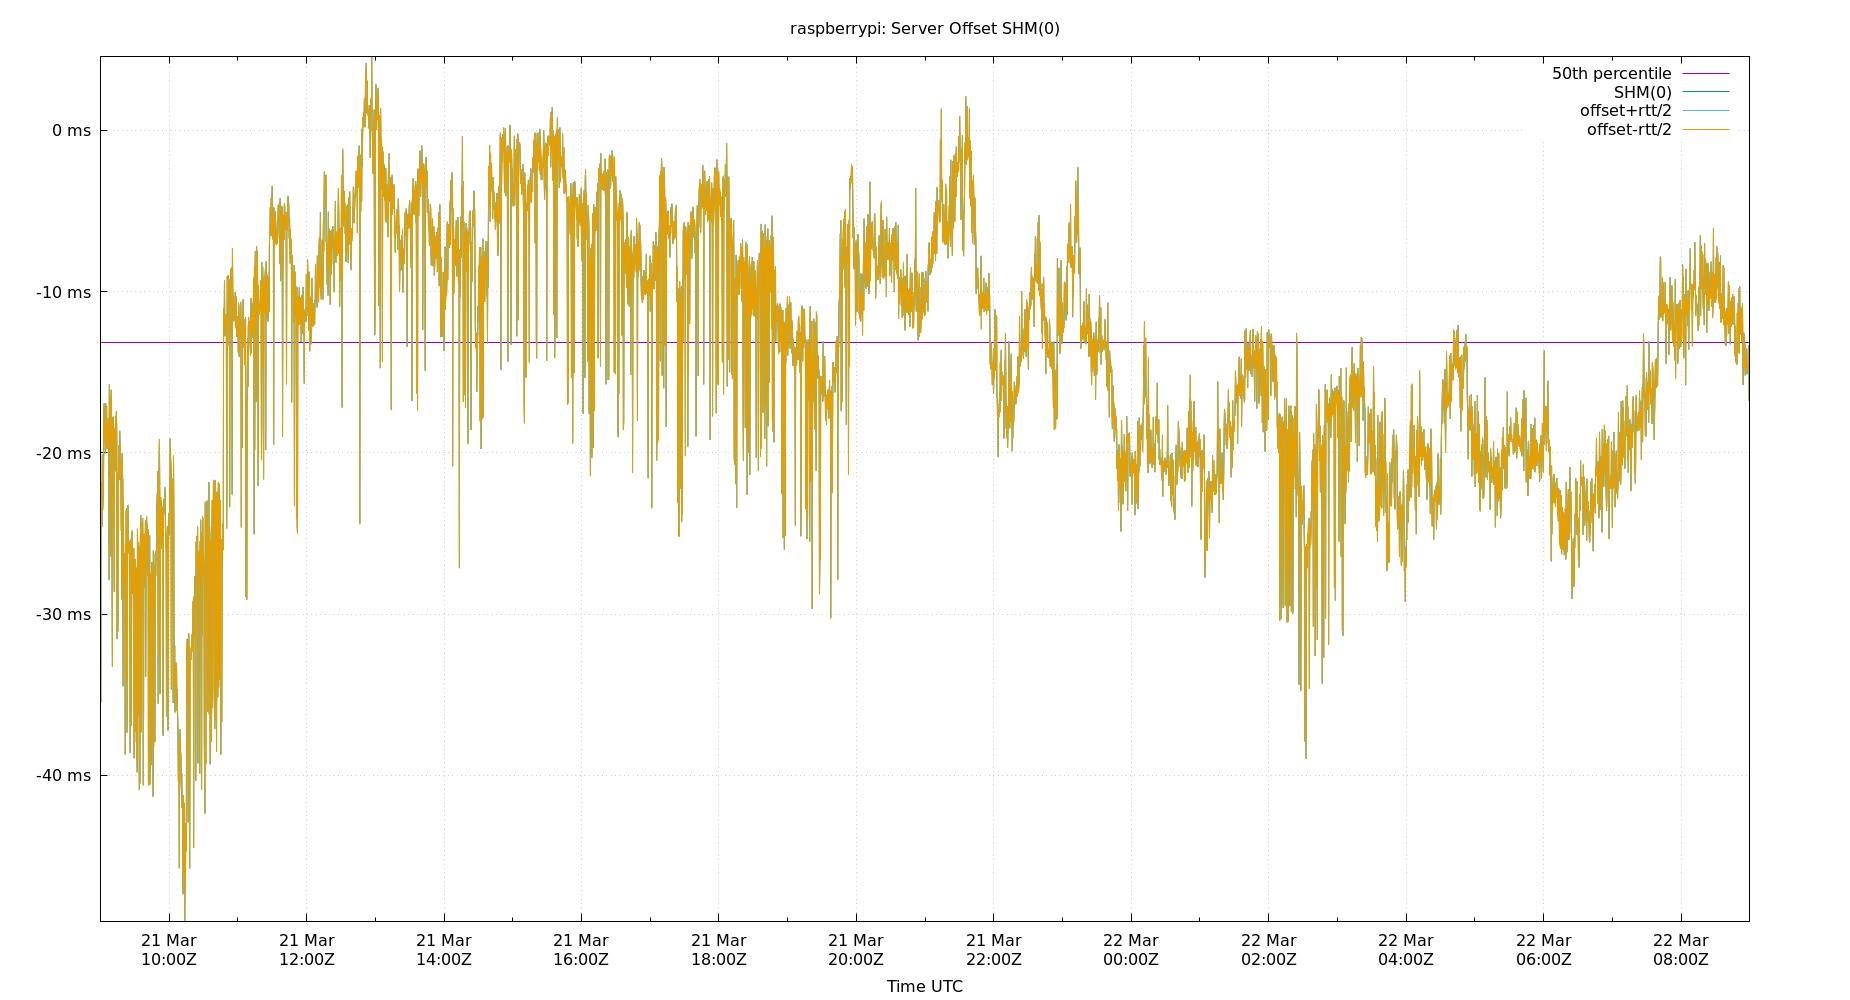 raspberrypi: Server Offset SHM(0)
50th percentile
SHM(0)
offset+rtt/2
offset-rtt/2
0 ms
-10 ms
-20 ms
-30 ms
-40 ms
21 Mar 21 Mar 21 Mar 21 Mar 21 Mar 21 Mar 21 Mar 22 Mar 22 Mar 22 Mar 22 Mar 22 Mar
10:00Z 12:00Z 14:00Z 16:00Z 18:00Z 20:00Z 22:00Z 00:00Z 02:00Z 04:00Z 06:00Z 08:00Z
Time UTC